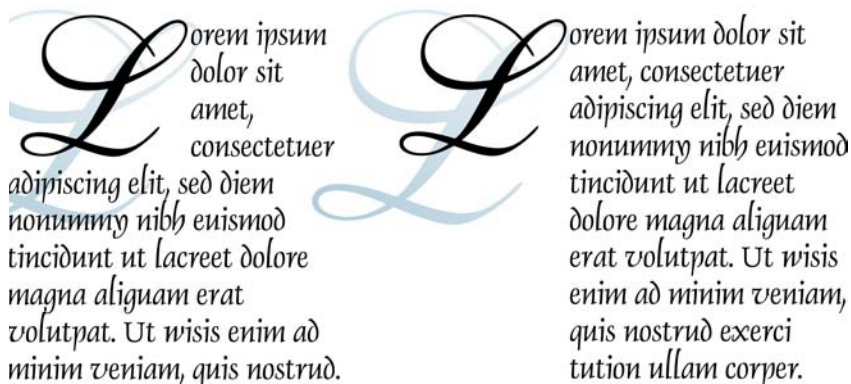 Lorem ipsum
dolor sit
amet,
consectetuer
adipiscing elit, sed diem
nonummy nibh euismod
tincidunt ut lacreet dolore
magna aliguam erat
volutpat. Ut wisis enim ad
minim veniam, quis nostrud.
Lorem ipsum dolor sit
amet, consectetuer
adipiscing elit, sed diem
nonummy nibh euismod
tincidunt ut lacreet
dolore magna aliguam
erat volutpat. Ut wisis
enim ad minim veniam,
quis nostrud exerci
tution ullam corper.